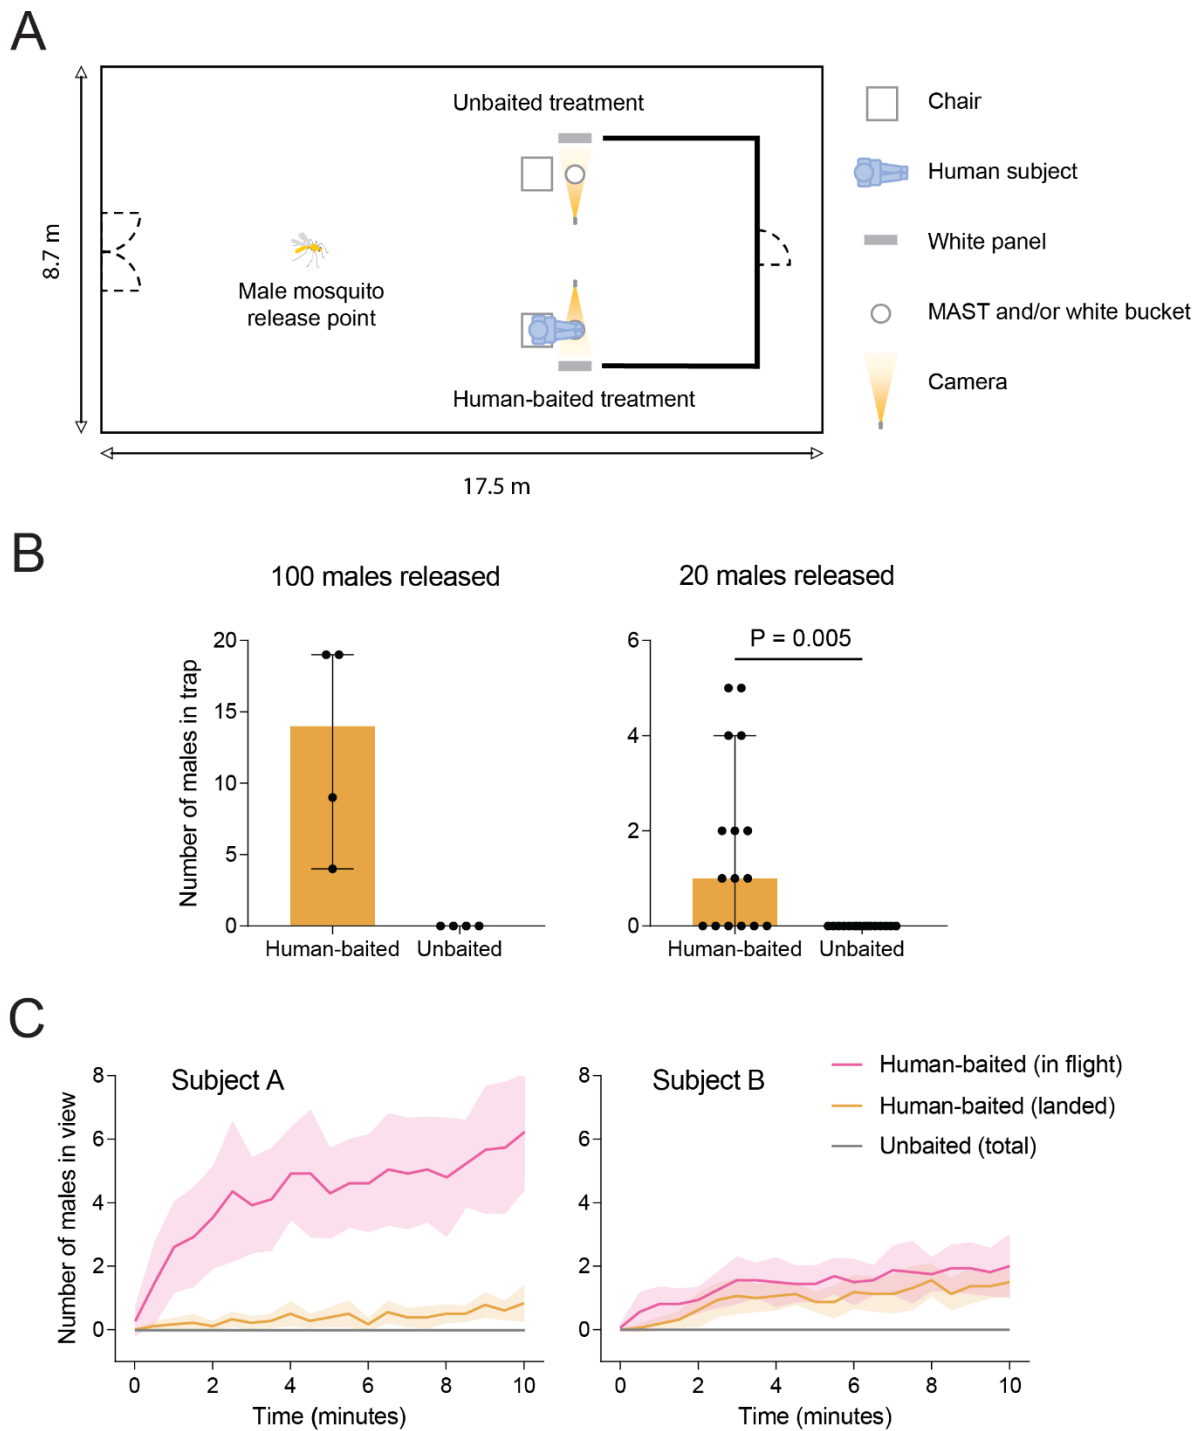 A
Unbaited treatment
Male mosquito
release point
Human-baited treatment
8.7 m
17.5 m
Chair
Human subject
White panel
MAST and/or white bucket
Camera
B
100 males released
Number of males in trap
20
15
10
5
0
Human-baited
Unbaited
20 males released
P = 0.005
6
4
2
0
Human-baited
Unbaited
C
Subject A
Number of males in view
8
6
4
2
0
0
2
4
6
8
10
Time (minutes)
Subject B
8
6
4
2
0
0
2
4
6
8
10
Time (minutes)
Human-baited (in flight)
Human-baited (landed)
Unbaited (total)